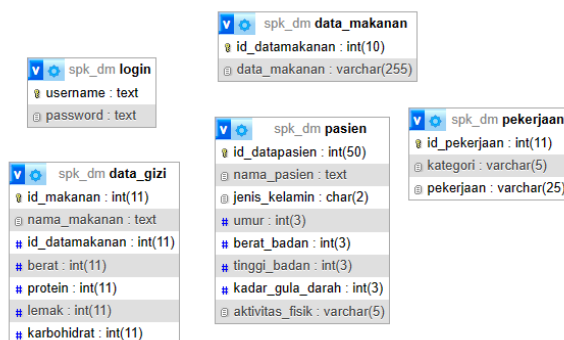 spk_dm data_makanan
id_datamakanan : int(10)
data_makanan : varchar(255)
spk_dm login
username : text
password : text
spk_dm pasien
id_datapasien : int(50)
nama_pasien : text
jenis_kelamin : char(2)
umur : int(3)
berat_badan : int(3)
tinggi_badan : int(3)
kadar_gula_darah : int(3)
aktivitas_fisik : varchar(5)
spk_dm pekerjaan
id_pekerjaan : int(11)
kategori : varchar(5)
pekerjaan : varchar(25)
spk_dm data_gizi
id_makanan : int(11)
nama_makanan : text
id_datamakanan : int(11)
berat : int(11)
protein : int(11)
lemak : int(11)
karbohidrat : int(11)